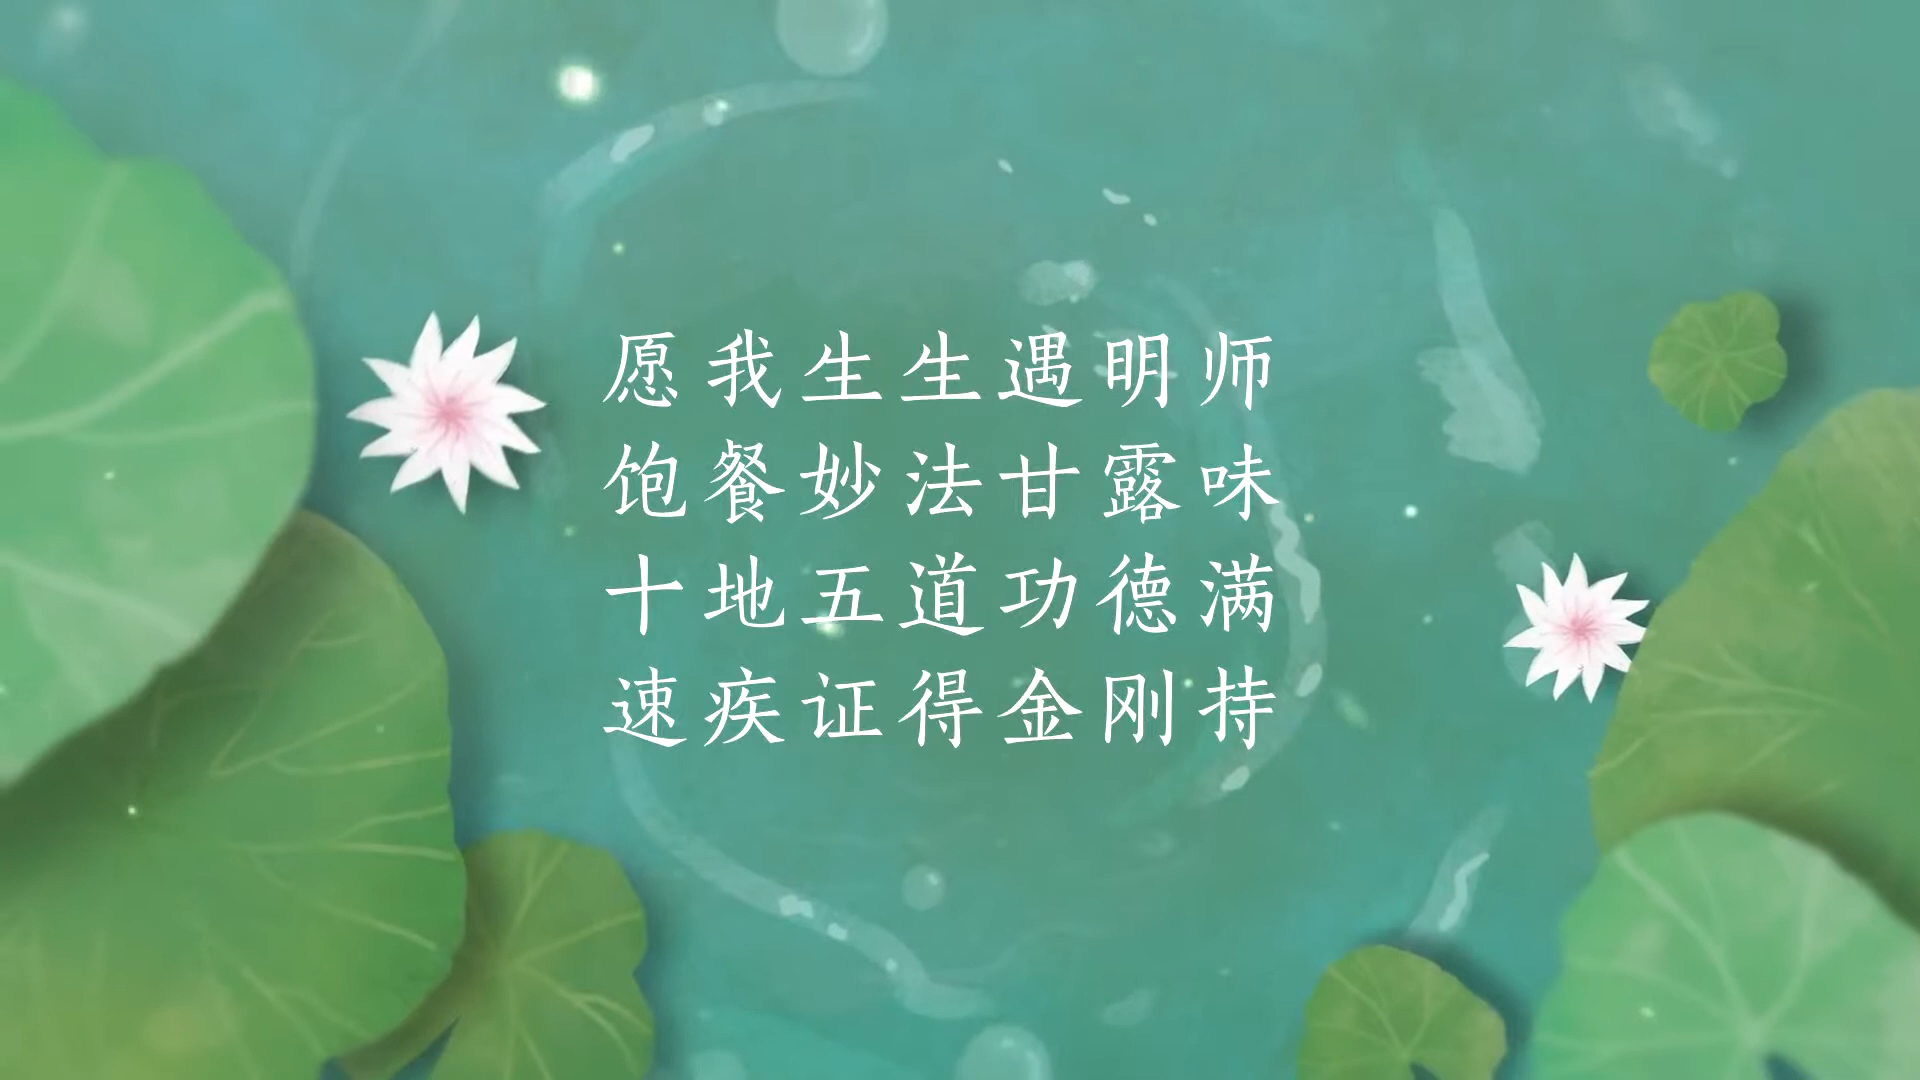 愿我生生遇明师
饱餐妙法甘露味
十地五道功德满
速疾证得金刚持